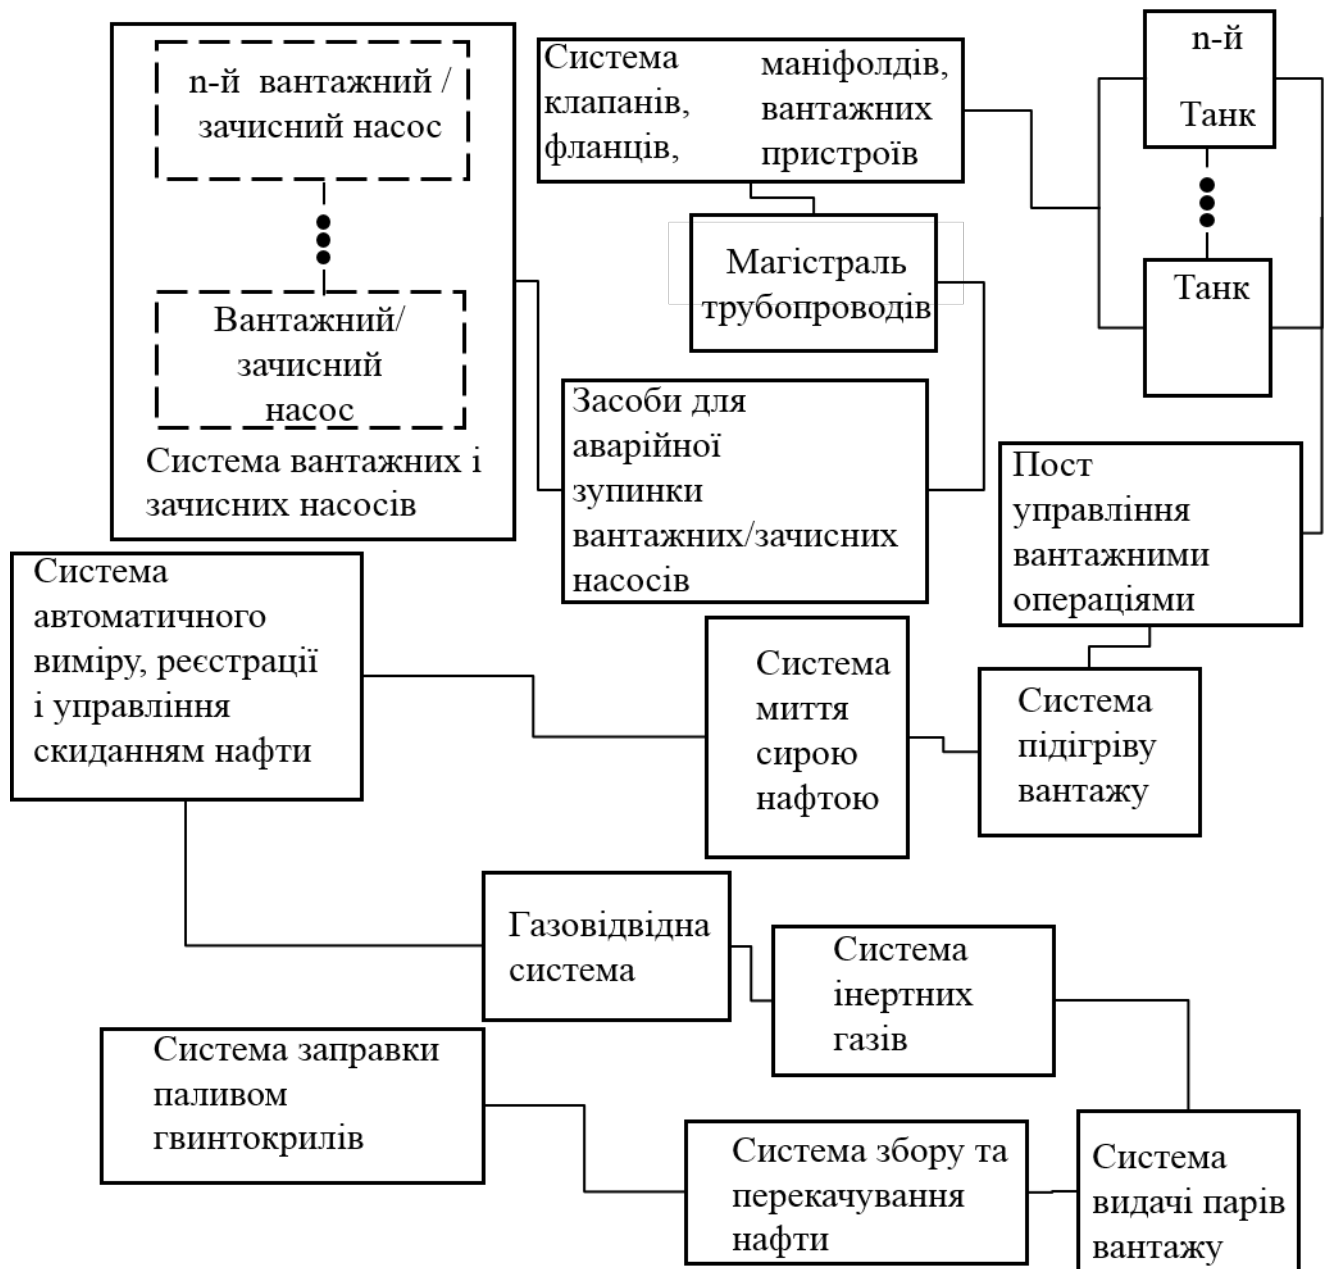 n-й вантажний /
зачисний насос
Вантажний/
зачисний
насос
Система вантажних і
зачисних насосів
Система
клапанів,
фланців,
маніфолдів,
вантажних
пристроїв
n-й
Танк
Танк
Магістраль
трубопроводів
Засоби для
аварійної
зупинки
вантажних/зачисних
насосів
Пост
управління
вантажними
операціями
Система
автоматичного
виміру, реєстрації
і управління
скиданням нафти
Система
миття
сирою
нафтою
Система
підігріву
вантажу
Газовідвідна
система
Система
інертних
газів
Система заправки
паливом
гвинтокрилів
Система збору та
перекачування
нафти
Система
видачі парів
вантажу